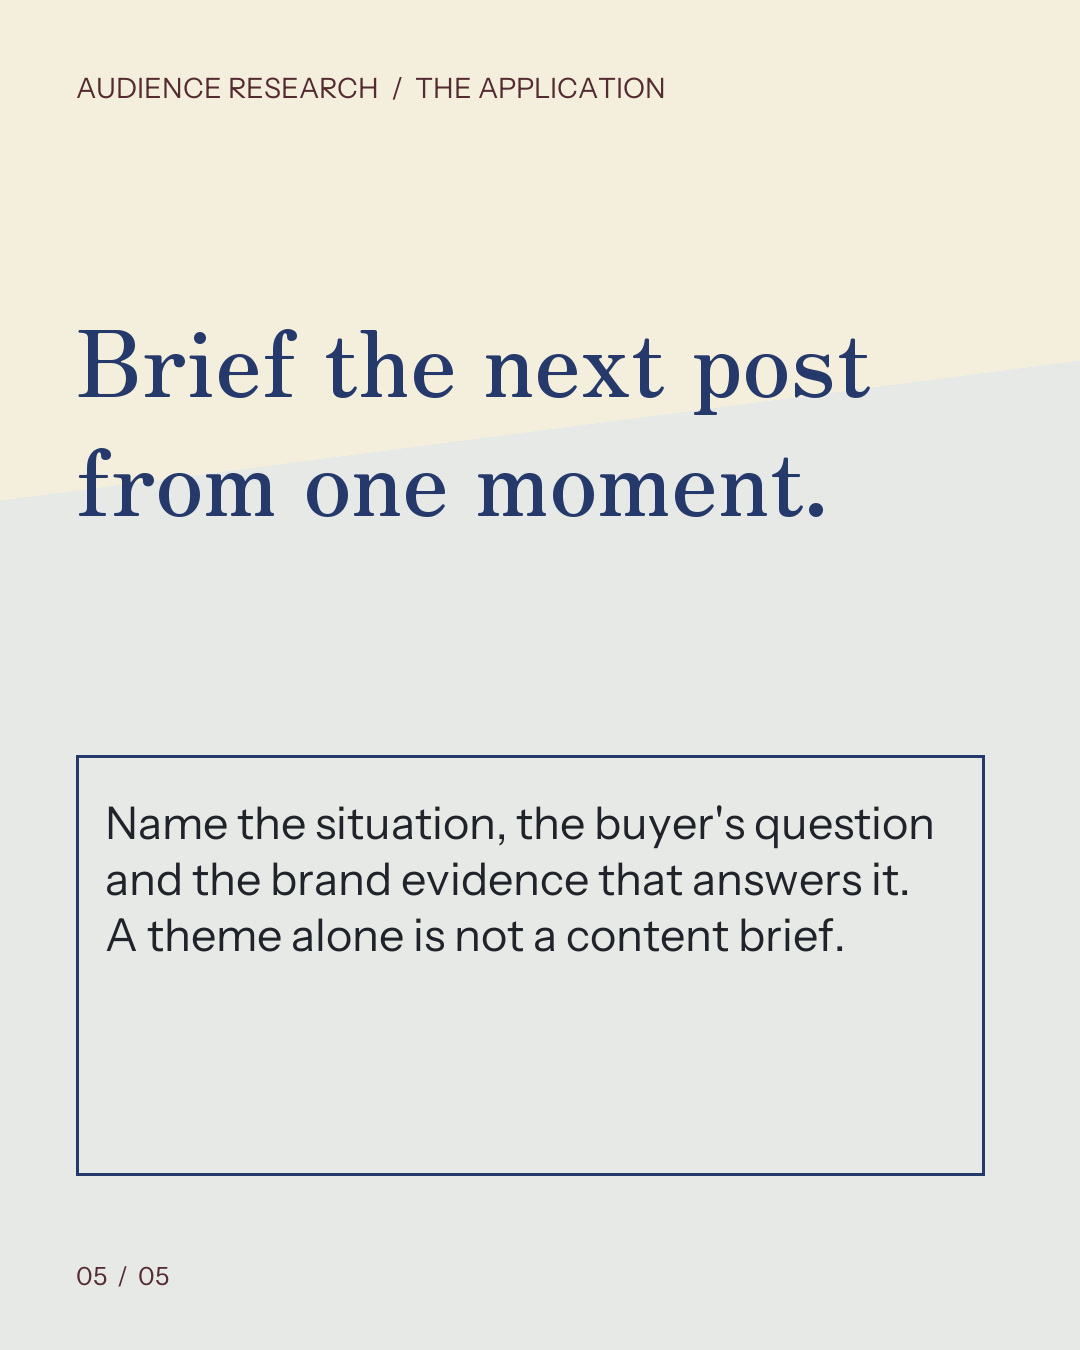 AUDIENCE RESEARCH / THE APPLICATION
Brief the next post
from one moment.
Name the situation, the buyer's question
and the brand evidence that answers it.
A theme alone is not a content brief.
05 / 05